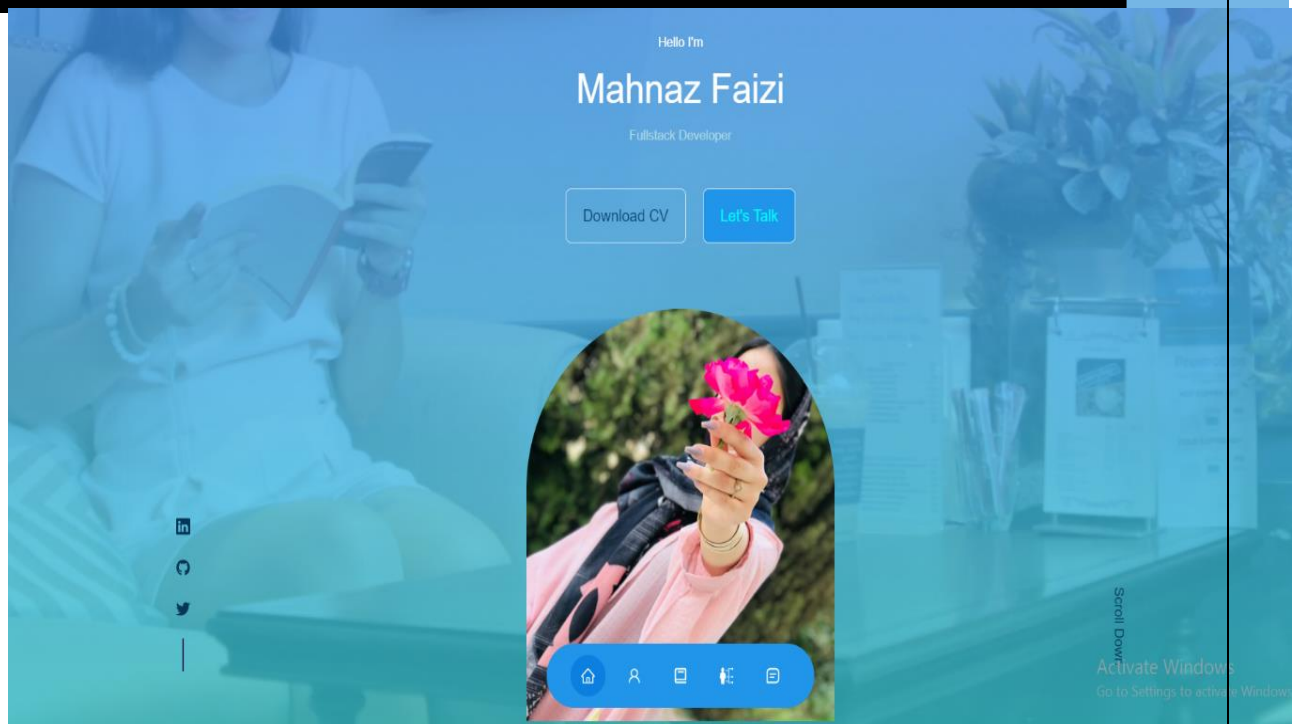 Hello I'm
Mahnaz Faizi
Fullstack Developer
Download CV
Let's Talk
in
Scroll Down
Activate Windows
Go to Settings to activate Windows